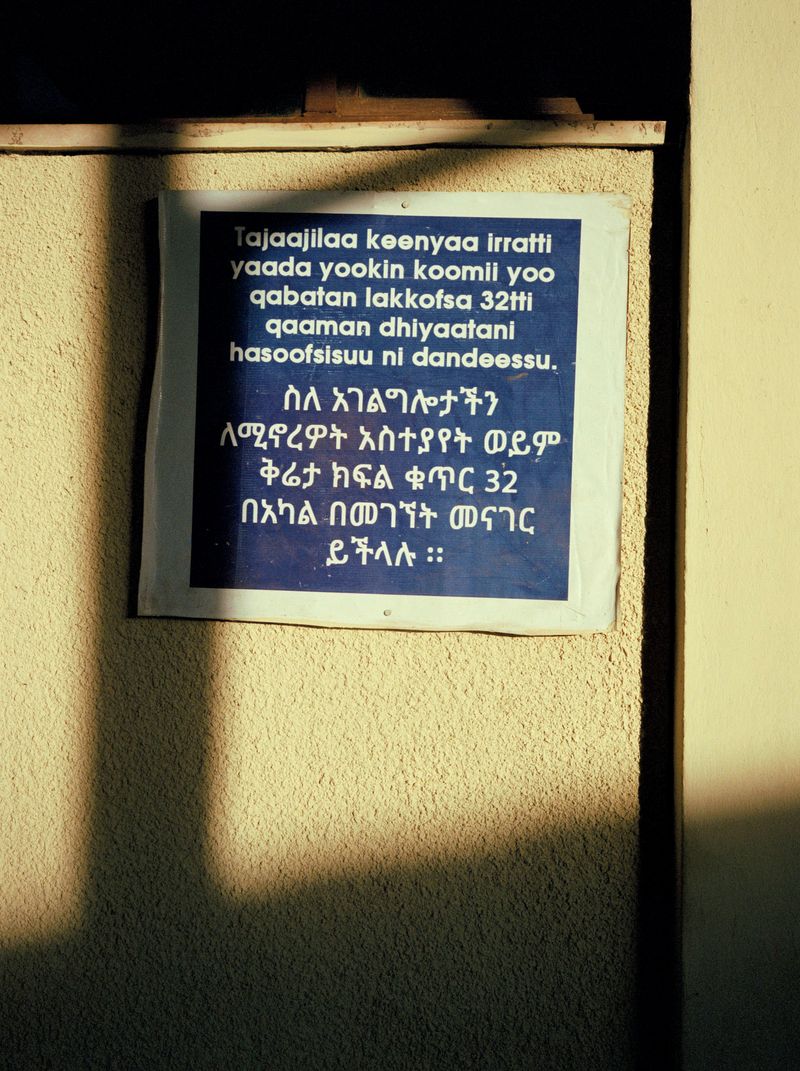 Tajaajilaa keenyaa irratti
yaada yookin koomii yoo
qabatan lakkofsa 32tti
qaaman dhiyaatani
hasoofsisuu ni dandeessu.
ስለ አገልግሎታችን
ለሚኖረዎት አስተያየት ወይም
ቅሬታ ክፍል ቁጥር 32
በአካል በመገኘት መናገር
ይችላሉ ፡፡